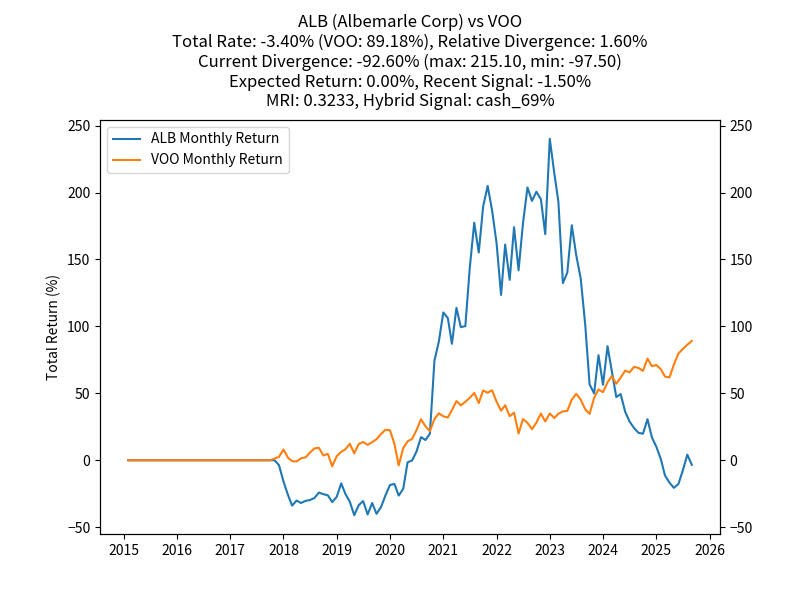 ALB (Albemarle Corp) vs VOO
Total Rate: -3.40% (VOO: 89.18%), Relative Divergence: 1.60%
Current Divergence: -92.60% (max: 215.10, min: -97.50)
Expected Return: 0.00%, Recent Signal: -1.50%
MRI: 0.3233, Hybrid Signal: cash_69%
ALB Monthly Return
VOO Monthly Return
Total Return (%)
250
200
150
100
50
0
−50
250
200
150
100
50
0
−50
2015 2016 2017 2018 2019 2020 2021 2022 2023 2024 2025 2026